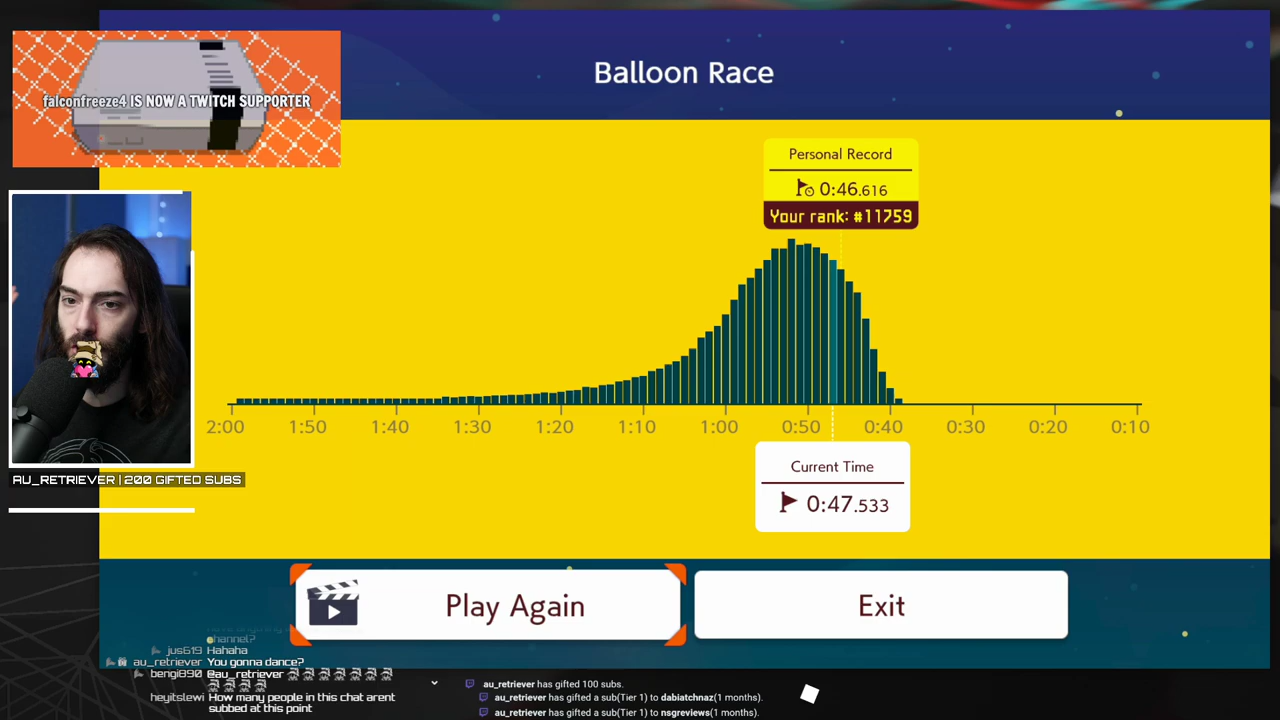 Balloon Race
falconfreeze4 IS NOW A TWITCH SUPPORTER
Personal Record
0:46.616
Your rank: #11759
2:00 1:50 1:40 1:30 1:20 1:10 1:00 0:50 0:40 0:30 0:20 0:10
Current Time
0:47.533
AU_RETRIEVER | 200 GIFTED SUBS
Play Again
Exit
channel?
jus619 Hahaha
au_retriever You gonna dance?
bengi890 @au_retriever
heyitslewi How many people in this chat arent
subbed at this point
au_retriever has gifted 100 subs.
au_retriever has gifted a sub(Tier 1) to dabiatchnaz(1 months).
au_retriever has gifted a sub(Tier 1) to nsgreviews(1 months).